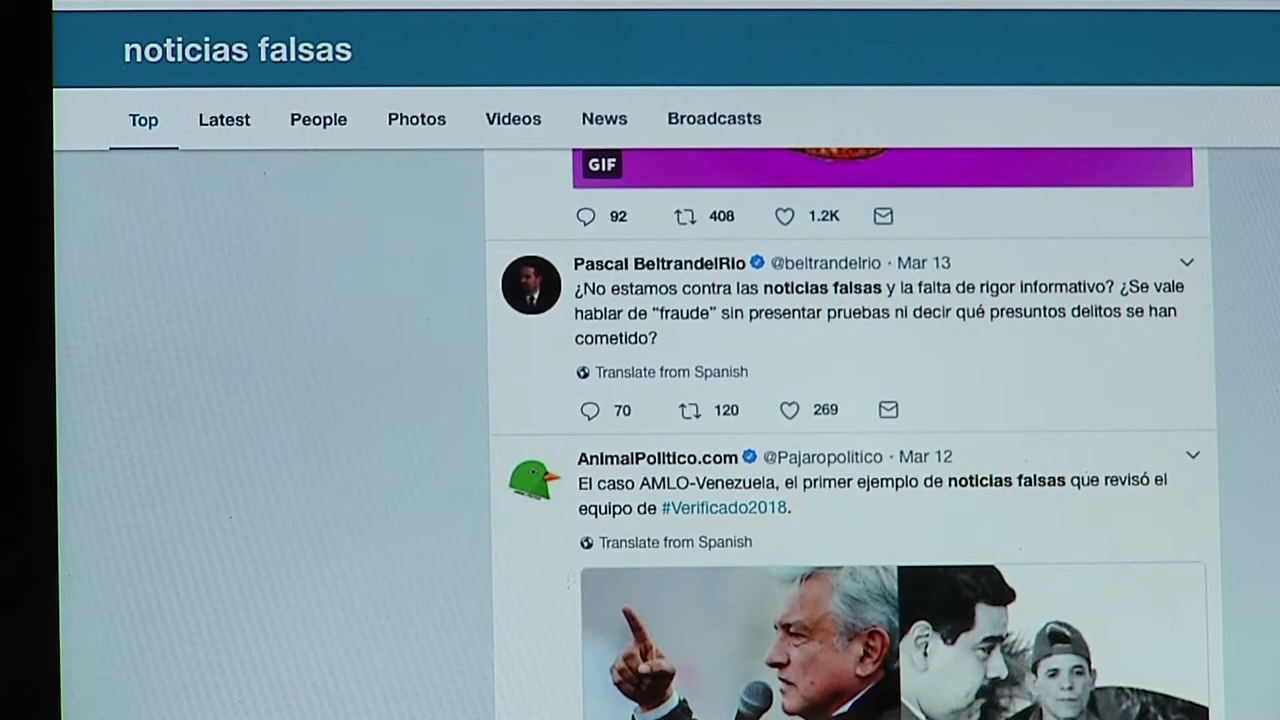 noticias falsas
Top Latest People Photos Videos News Broadcasts
GIF
92 408 1.2K
Pascal BeltrandelRio @beltrandelrio · Mar 13
¿No estamos contra las noticias falsas y la falta de rigor informativo? ¿Se vale
hablar de “fraude” sin presentar pruebas ni decir qué presuntos delitos se han
cometido?
Translate from Spanish
70 120 269
AnimalPolitico.com @Pajaropolitico · Mar 12
El caso AMLO-Venezuela, el primer ejemplo de noticias falsas que revisó el
equipo de #Verificado2018.
Translate from Spanish